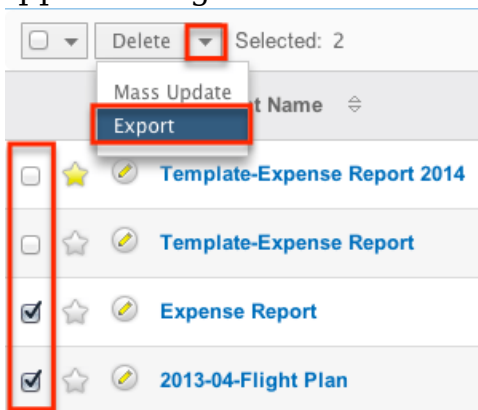 Delete Selected: 2
Mass Update
t Name
Export
Template-Expense Report 2014
Template-Expense Report
Expense Report
2013-04-Flight Plan